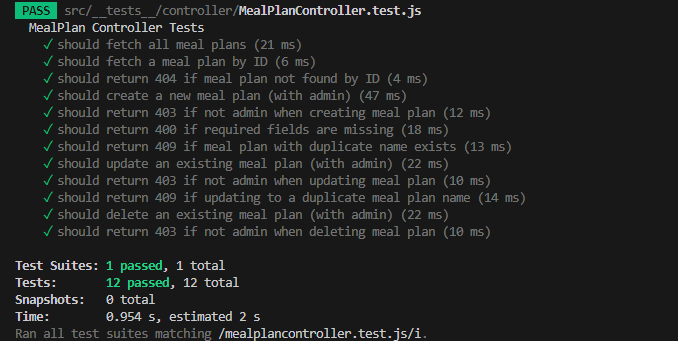 PASS src/__tests__/controller/MealPlanController.test.js
MealPlan Controller Tests
✓ should fetch all meal plans (21 ms)
✓ should fetch a meal plan by ID (6 ms)
✓ should return 404 if meal plan not found by ID (4 ms)
✓ should create a new meal plan (with admin) (47 ms)
✓ should return 403 if not admin when creating meal plan (12 ms)
✓ should return 400 if required fields are missing (18 ms)
✓ should return 409 if meal plan with duplicate name exists (13 ms)
✓ should update an existing meal plan (with admin) (22 ms)
✓ should return 403 if not admin when updating meal plan (10 ms)
✓ should return 409 if updating to a duplicate meal plan name (14 ms)
✓ should delete an existing meal plan (with admin) (22 ms)
✓ should return 403 if not admin when deleting meal plan (10 ms)
Test Suites: 1 passed, 1 total
Tests: 12 passed, 12 total
Snapshots: 0 total
Time: 0.954 s, estimated 2 s
Ran all test suites matching /mealplancontroller.test.js/i.